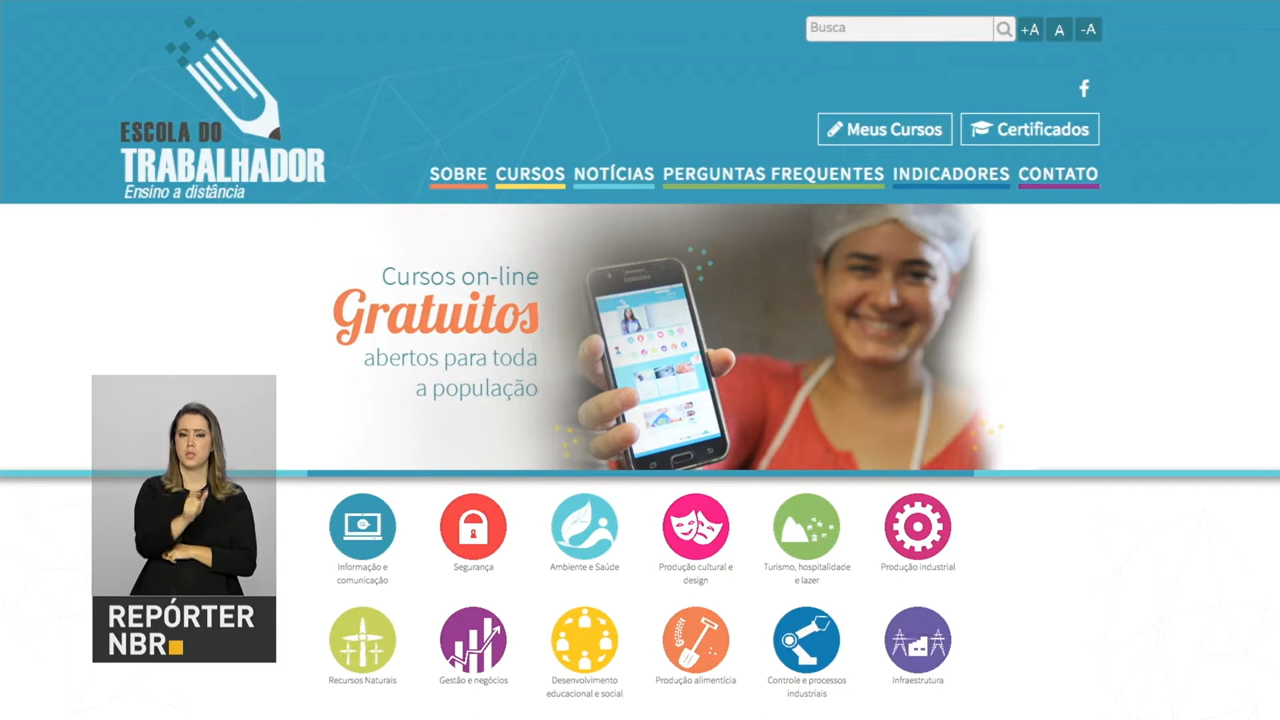 Busca
+A
A
-A
Meus Cursos
Certificados
ESCOLA DO
TRABALHADOR
Ensino a distância
SOBRE CURSOS NOTÍCIAS PERGUNTAS FREQUENTES INDICADORES CONTATO
Cursos on-line
Gratuitos
abertos para toda
a população
SAMSUNG
Informação e
comunicação
Segurança
Ambiente e Saúde
Produção cultural e
design
Turismo, hospitalidade
e lazer
Produção industrial
REPÓRTER
NBR
Recursos Naturais
Gestão e negócios
Desenvolvimento
educacional e social
Produção alimentícia
Controle e processos
industriais
Infraestrutura